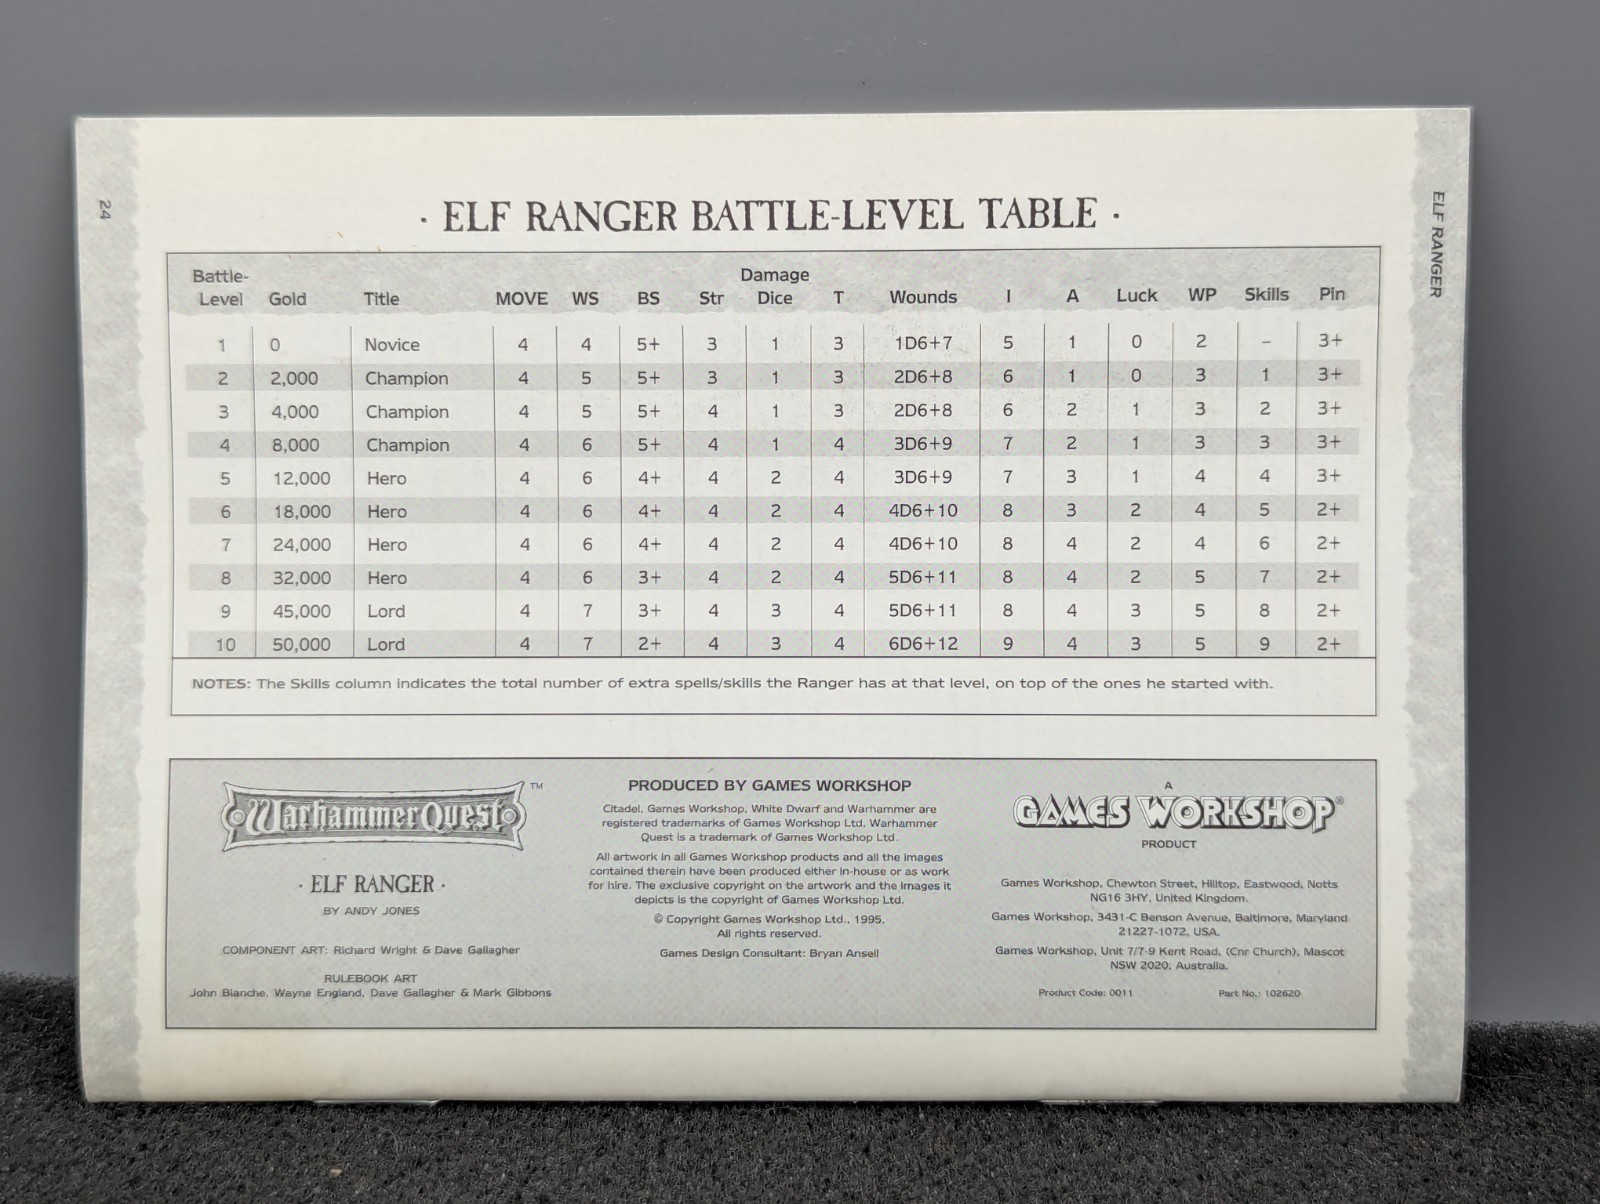 24
ELF RANGER
· ELF RANGER BATTLE-LEVEL TABLE ·
Battle-Level Gold Title MOVE WS BS Str Damage Dice T Wounds I A Luck WP Skills Pin
1 0 Novice 4 4 5+ 3 1 3 1D6+7 5 1 0 2 – 3+
2 2,000 Champion 4 5 5+ 3 1 3 2D6+8 6 1 0 3 1 3+
3 4,000 Champion 4 5 5+ 4 1 3 2D6+8 6 2 1 3 2 3+
4 8,000 Champion 4 6 5+ 4 1 4 3D6+9 7 2 1 3 3 3+
5 12,000 Hero 4 6 4+ 4 2 4 3D6+9 7 3 1 4 4 3+
6 18,000 Hero 4 6 4+ 4 2 4 4D6+10 8 3 2 4 5 2+
7 24,000 Hero 4 6 4+ 4 2 4 4D6+10 8 4 2 4 6 2+
8 32,000 Hero 4 6 3+ 4 2 4 5D6+11 8 4 2 5 7 2+
9 45,000 Lord 4 7 3+ 4 3 4 5D6+11 8 4 3 5 8 2+
10 50,000 Lord 4 7 2+ 4 3 4 6D6+12 9 4 3 5 9 2+
NOTES: The Skills column indicates the total number of extra spells/skills the Ranger has at that level, on top of the ones he started with.
Warhammer Quest ™
· ELF RANGER ·
BY ANDY JONES
COMPONENT ART: Richard Wright & Dave Gallagher
RULEBOOK ART
John Blanche, Wayne England, Dave Gallagher & Mark Gibbons
PRODUCED BY GAMES WORKSHOP
Citadel, Games Workshop, White Dwarf and Warhammer are
registered trademarks of Games Workshop Ltd. Warhammer
Quest is a trademark of Games Workshop Ltd.
All artwork in all Games Workshop products and all the images
contained therein have been produced either in-house or as work
for hire. The exclusive copyright on the artwork and the images it
depicts is the copyright of Games Workshop Ltd.
© Copyright Games Workshop Ltd., 1995.
All rights reserved.
Games Design Consultant: Bryan Ansell
A
GAMES WORKSHOP®
PRODUCT
Games Workshop, Chewton Street, Hilltop, Eastwood, Notts
NG16 3HY, United Kingdom.
Games Workshop, 3431-C Benson Avenue, Baltimore, Maryland
21227-1072, USA.
Games Workshop, Unit 7/7-9 Kent Road, (Cnr Church), Mascot
NSW 2020, Australia.
Product Code: 0011 Part No.: 102620